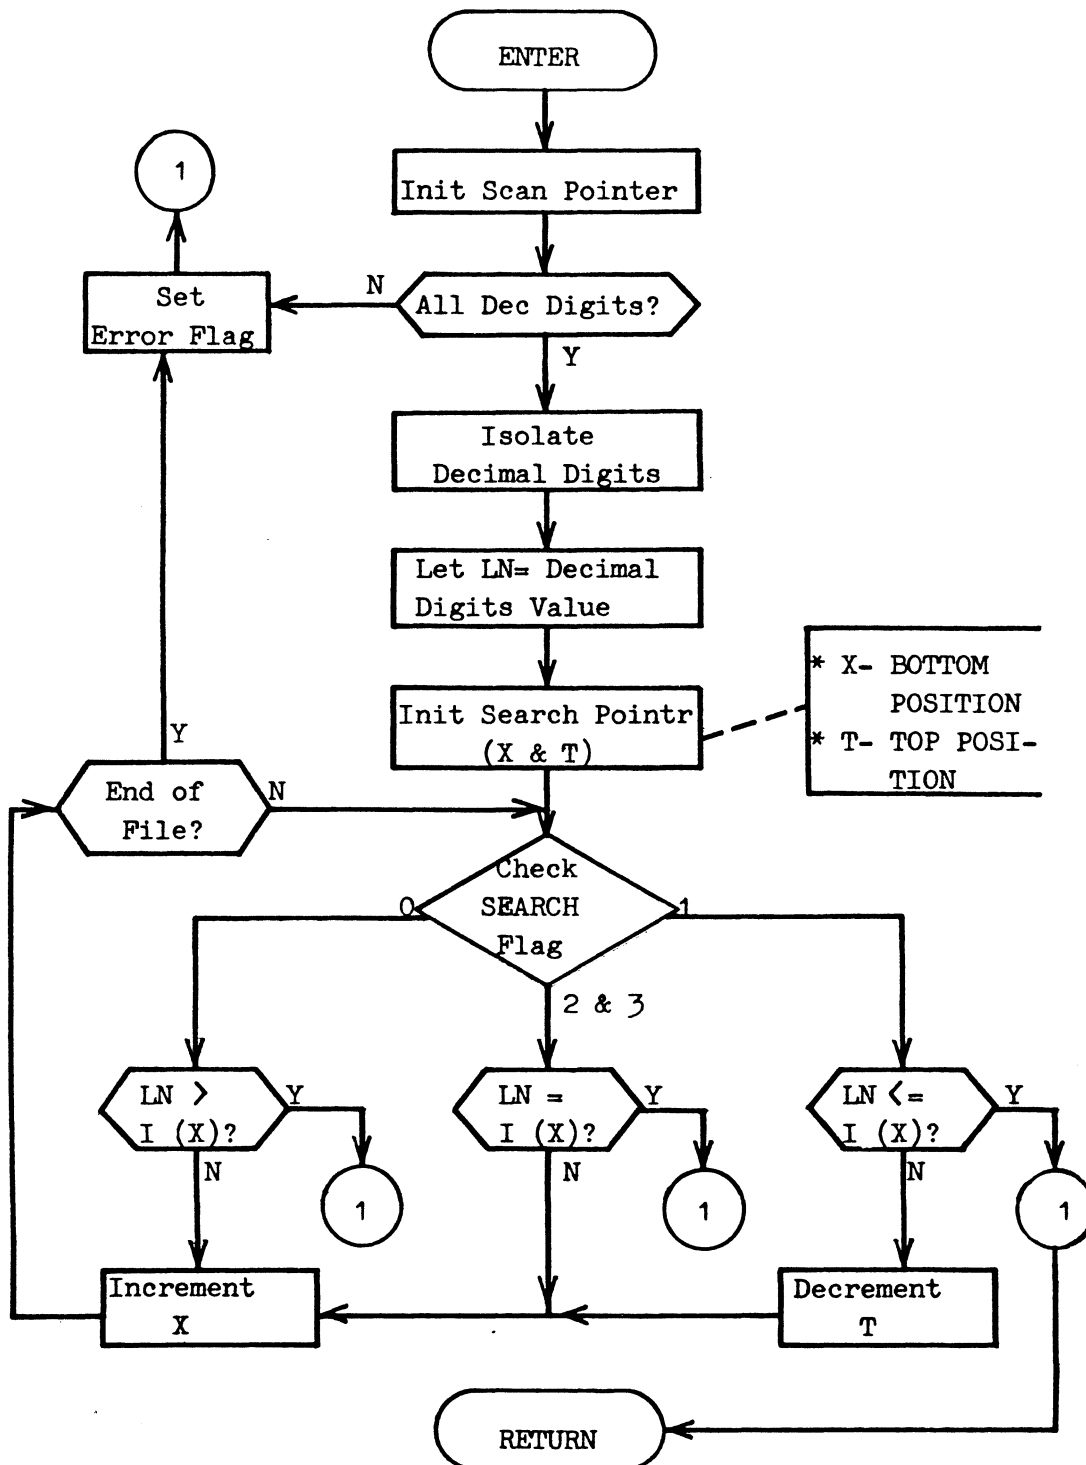 ENTER
1
Init Scan Pointer
N
All Dec Digits?
Set
Error Flag
Y
Isolate
Decimal Digits
Let LN= Decimal
Digits Value
* X- BOTTOM
POSITION
* T- TOP POSI-
TION
Init Search Pointr
(X & T)
Y
End of
File?
N
Check
SEARCH
Flag
0
1
2 & 3
LN >
I (X)?
Y
N
1
LN =
I (X)?
Y
N
1
LN <=
I (X)?
Y
N
1
Increment
X
Decrement
T
RETURN